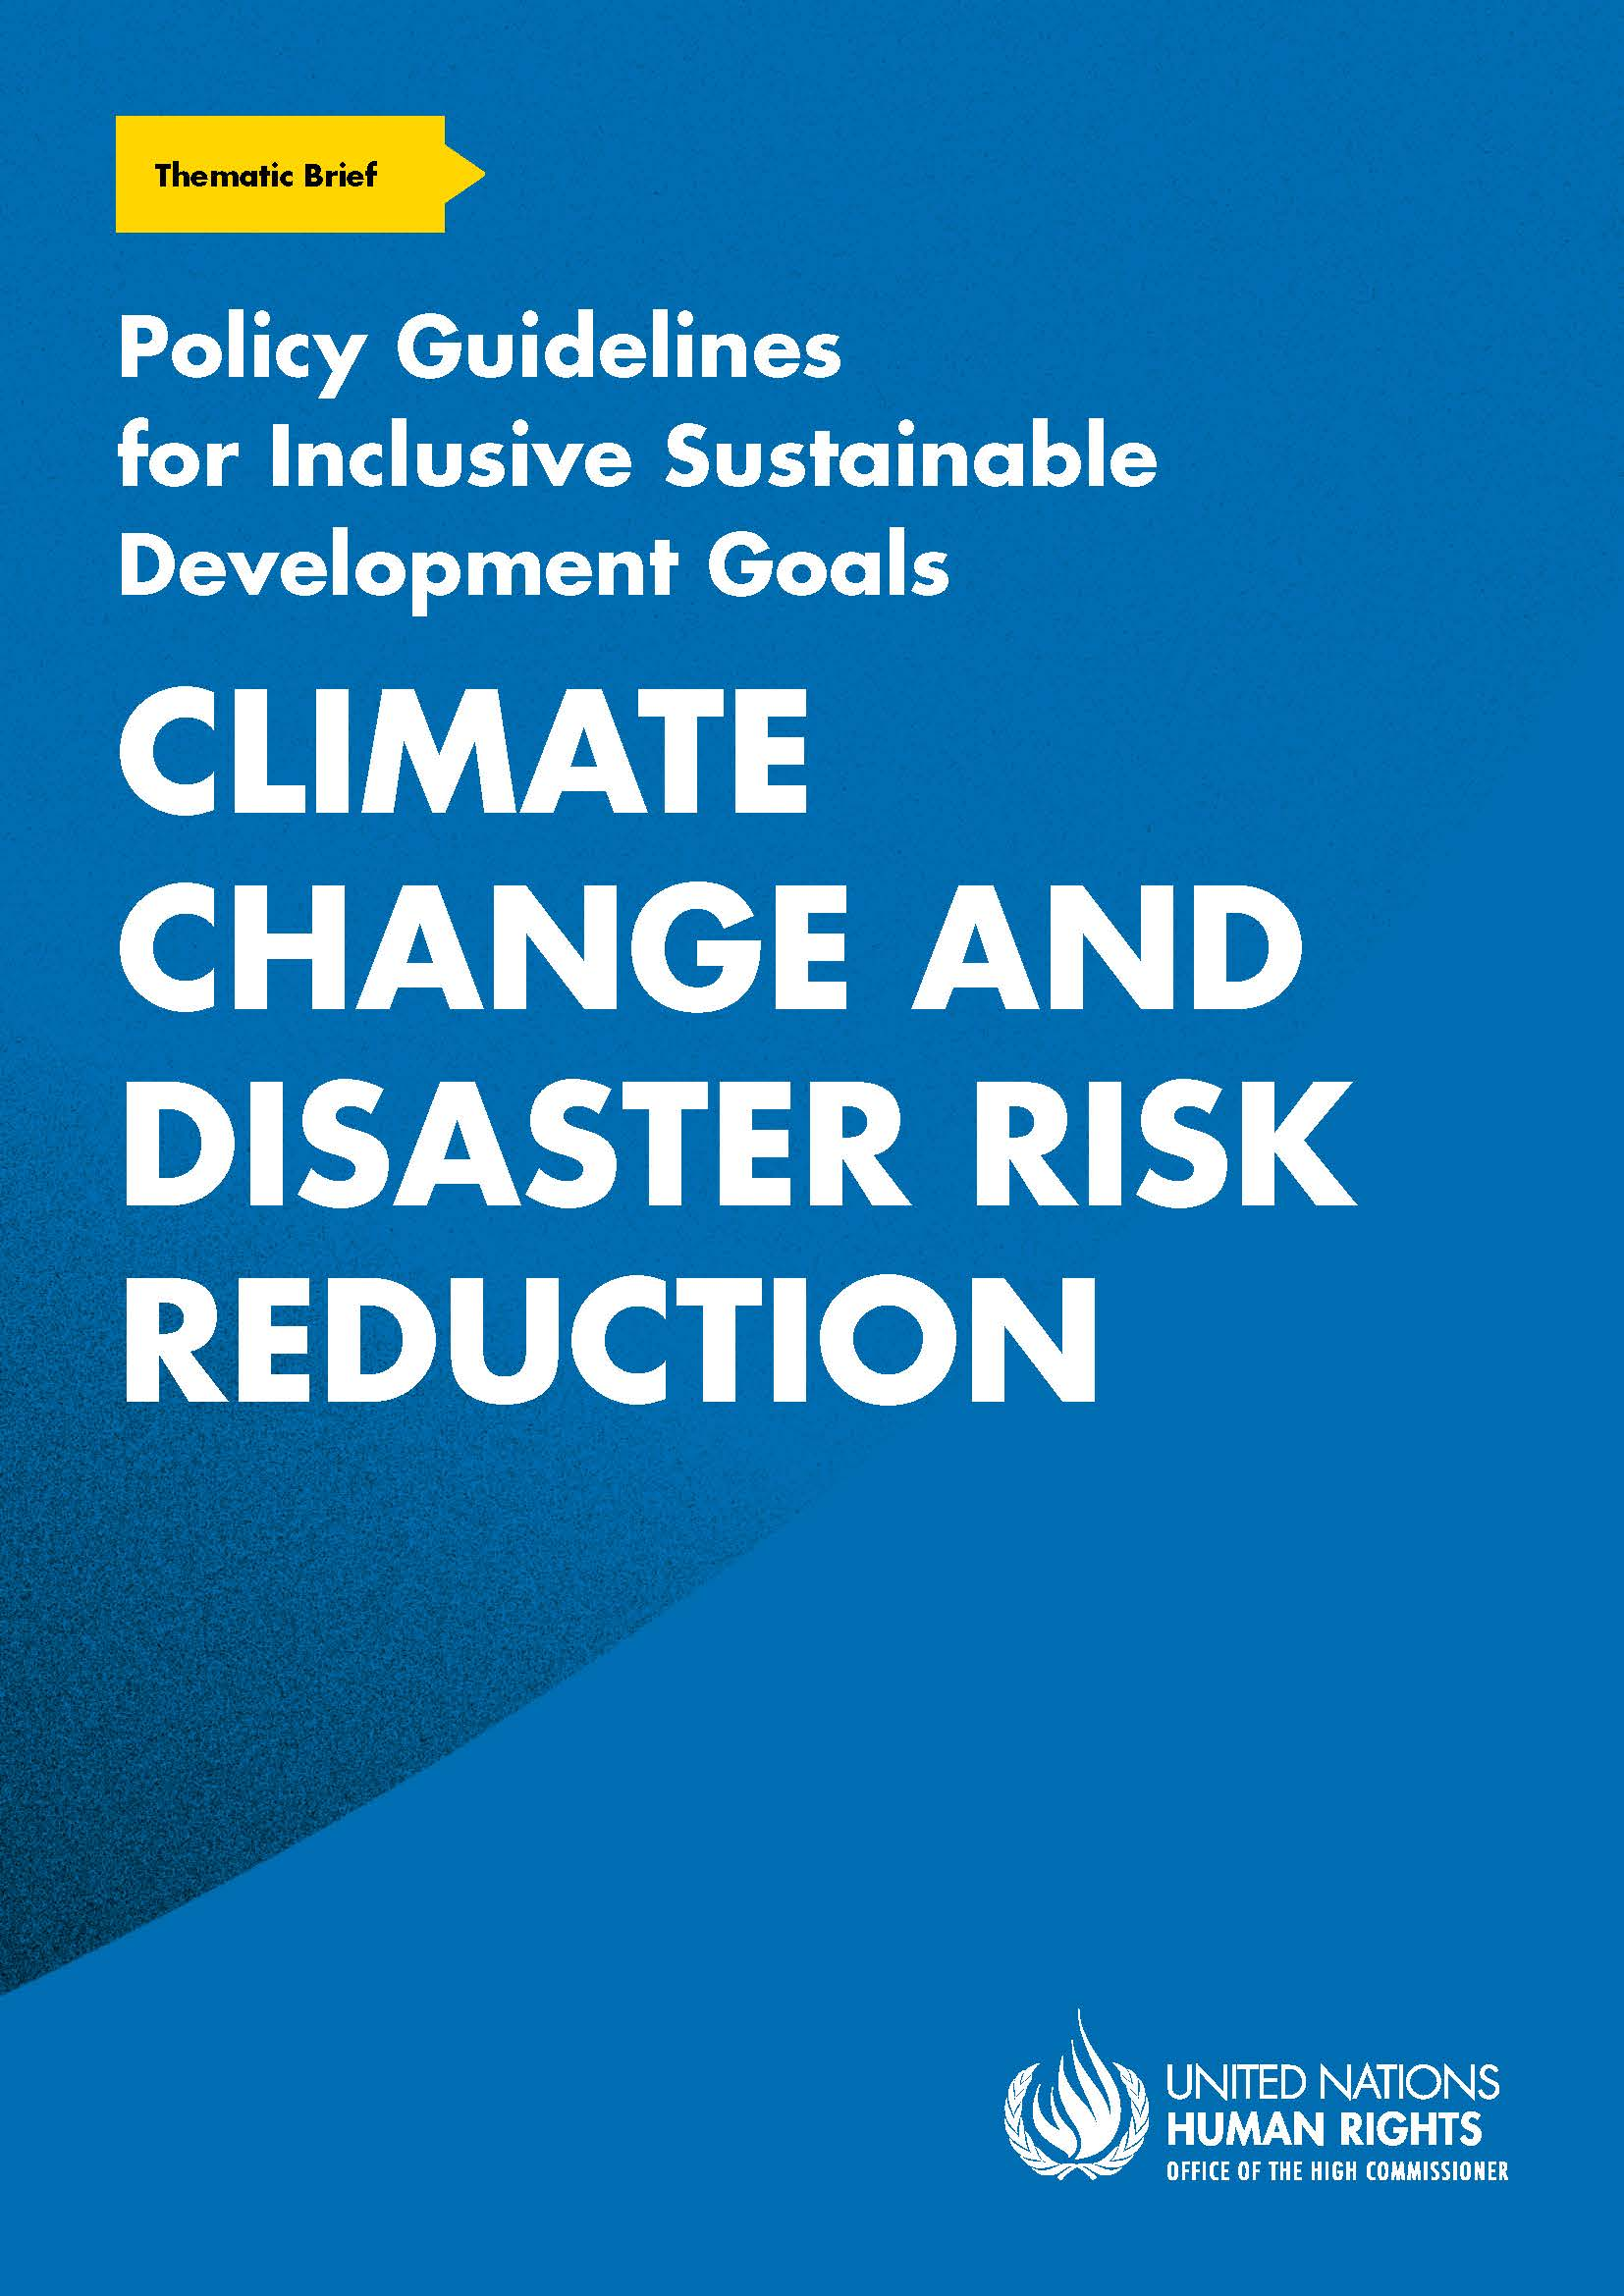 Thematic Brief
Policy Guidelines
for Inclusive Sustainable
Development Goals
CLIMATE
CHANGE AND
DISASTER RISK
REDUCTION
UNITED NATIONS
HUMAN RIGHTS
OFFICE OF THE HIGH COMMISSIONER